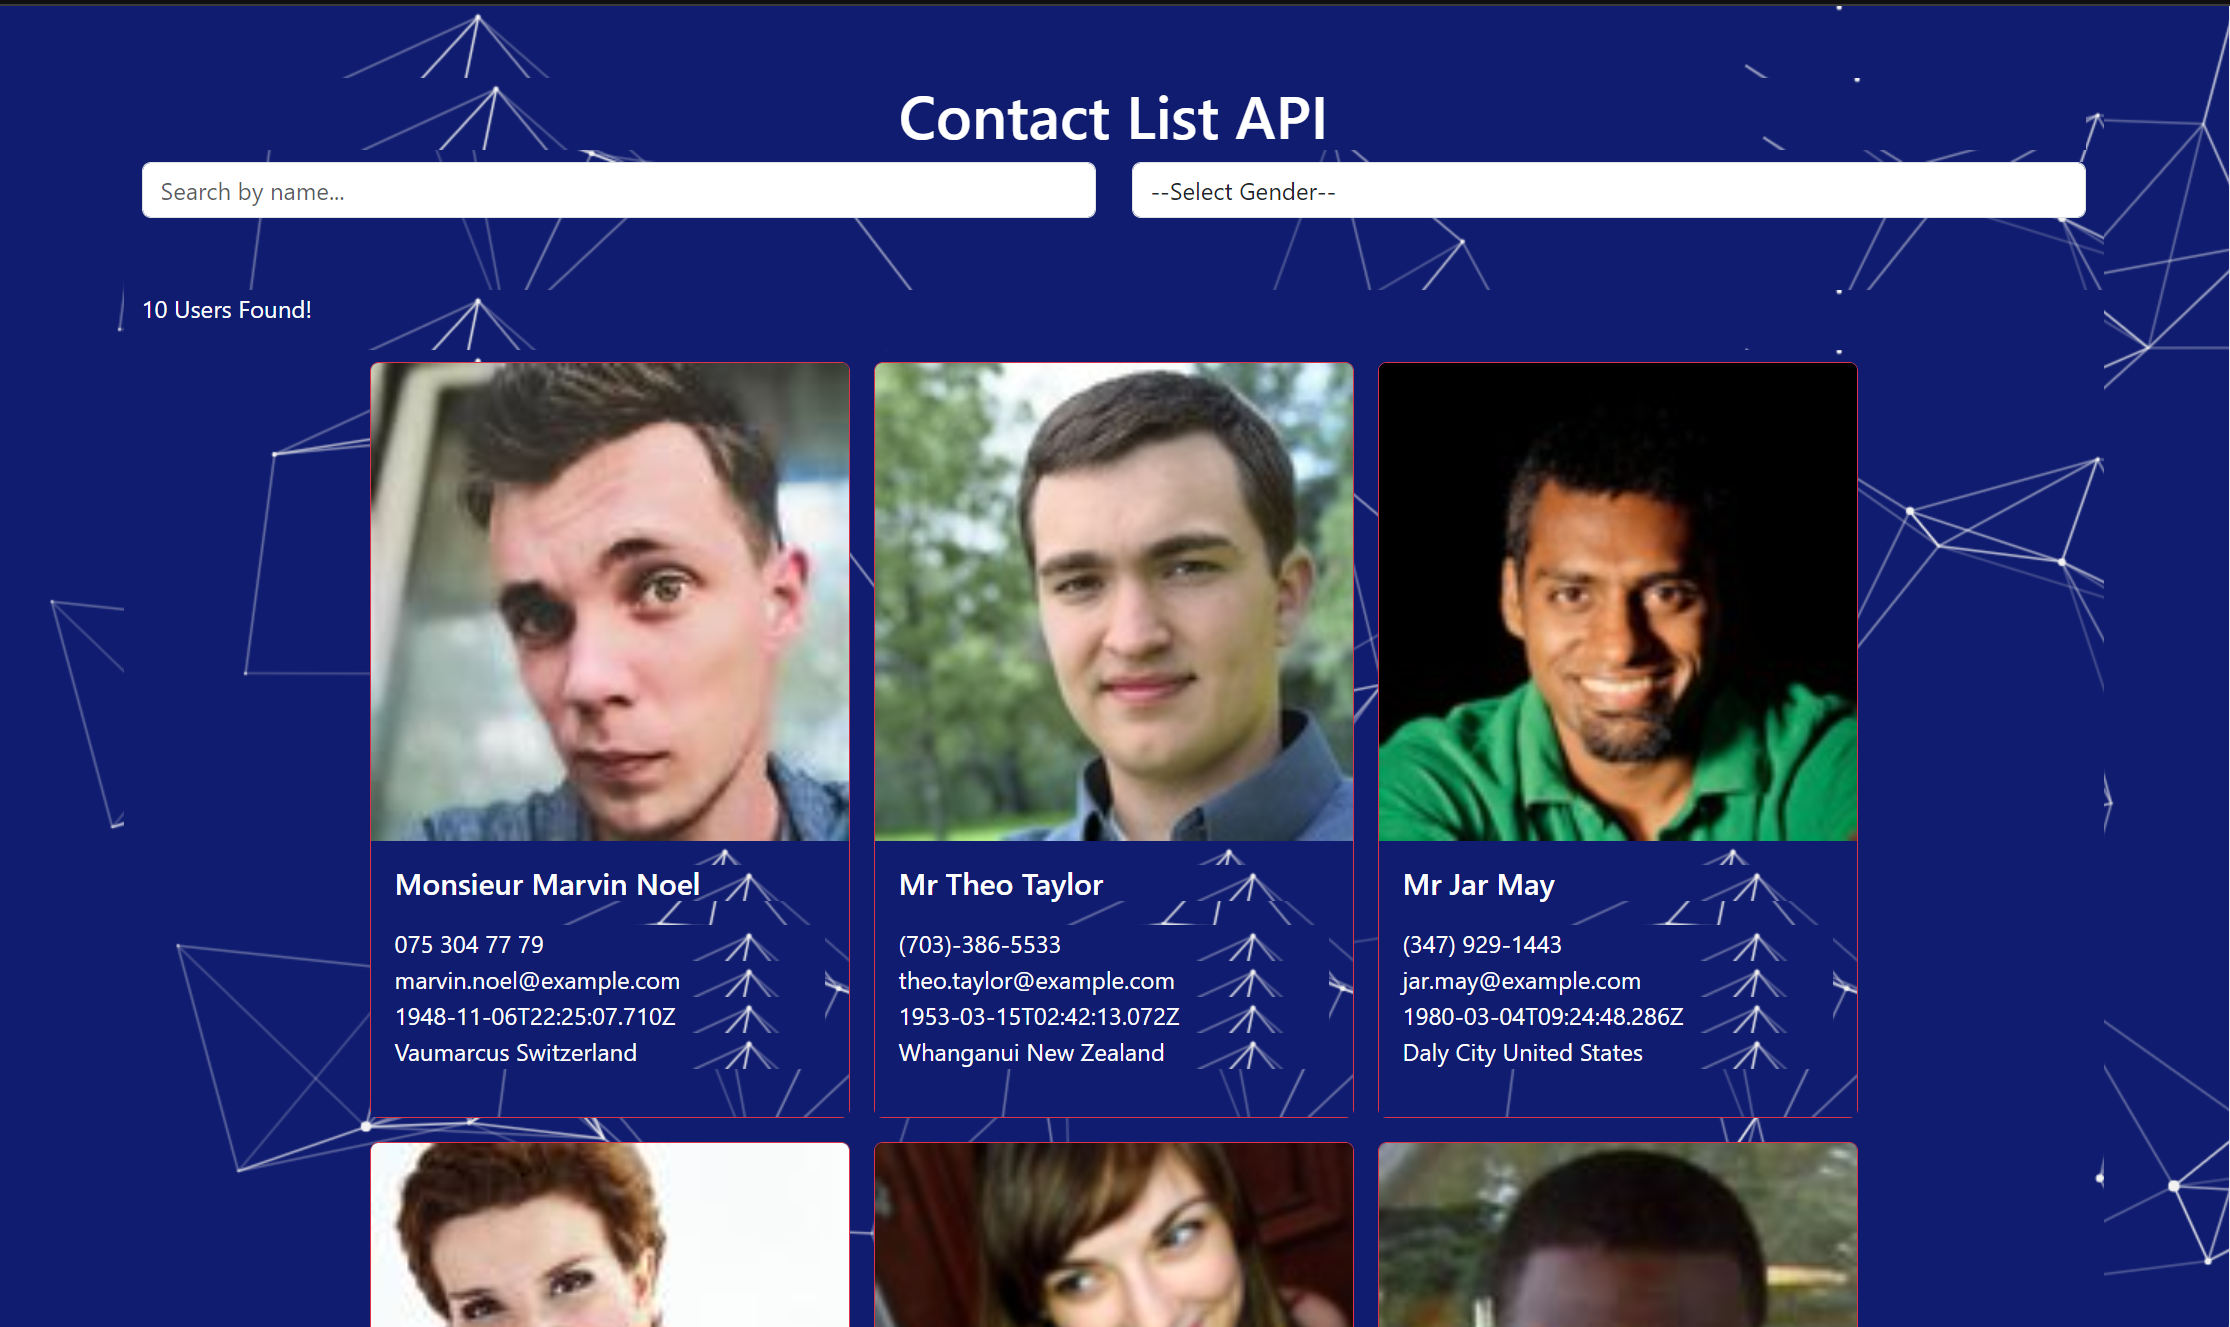 Contact List API
Search by name...
--Select Gender--
10 Users Found!
Monsieur Marvin Noel
075 304 77 79
marvin.noel@example.com
1948-11-06T22:25:07.710Z
Vaumarcus Switzerland
Mr Theo Taylor
(703)-386-5533
theo.taylor@example.com
1953-03-15T02:42:13.072Z
Whanganui New Zealand
Mr Jar May
(347) 929-1443
jar.may@example.com
1980-03-04T09:24:48.286Z
Daly City United States